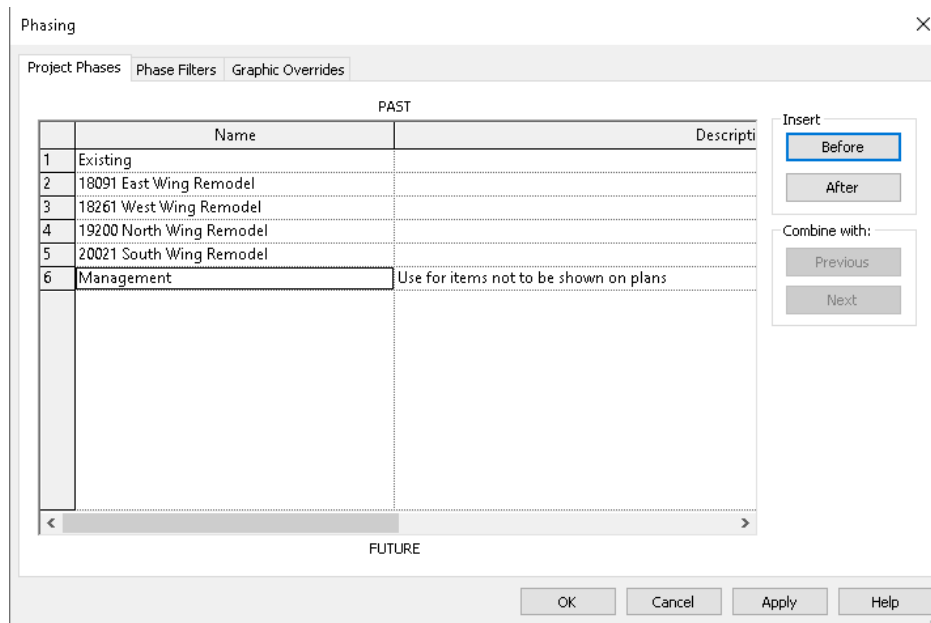 Phasing
Project Phases Phase Filters Graphic Overrides
PAST
Name Descripti
1 Existing
2 18091 East Wing Remodel
3 18261 West Wing Remodel
4 19200 North Wing Remodel
5 20021 South Wing Remodel
6 Management Use for items not to be shown on plans
FUTURE
Insert
Before
After
Combine with:
Previous
Next
OK Cancel Apply Help